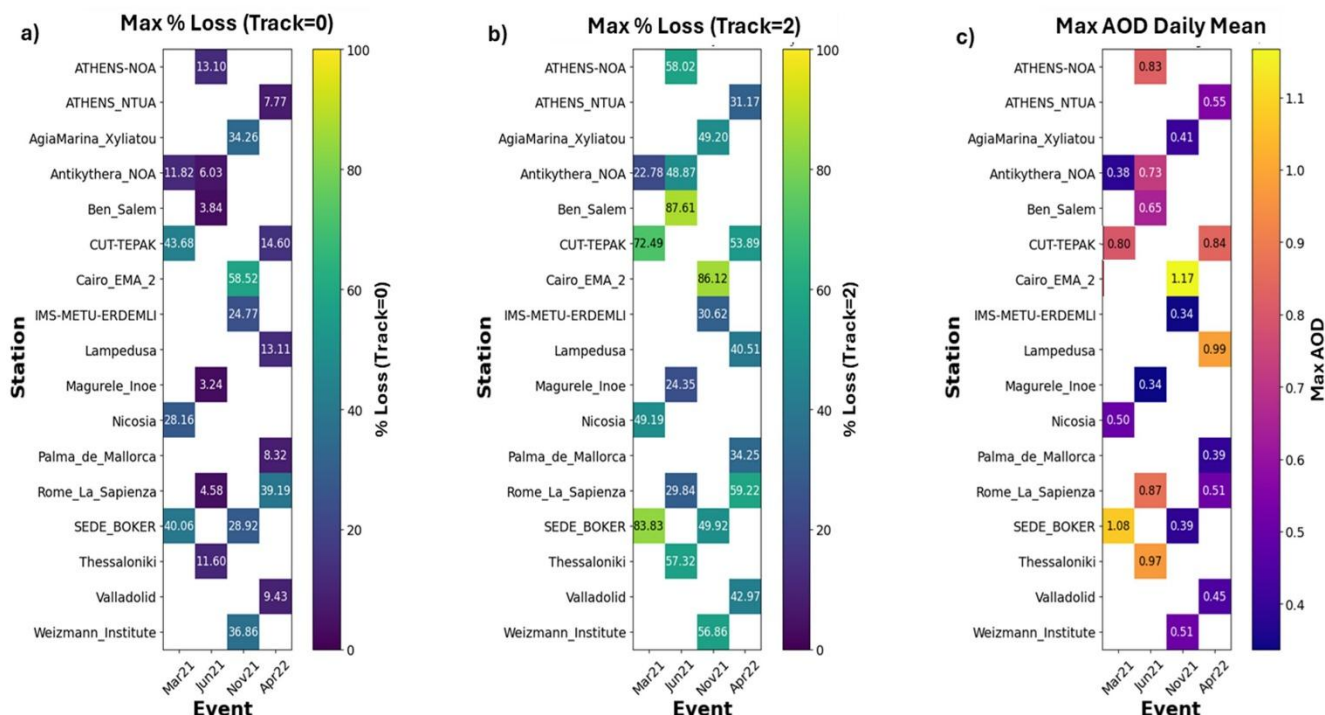 a)
Max % Loss (Track=0)
ATHENS-NOA 13.10
ATHENS_NTUA 7.77
AgiaMarina_Xyliatou 34.26
Antikythera_NOA 11.82 6.03
Ben_Salem 3.84
CUT-TEPAK 43.68 14.60
Cairo_EMA_2 58.52
IMS-METU-ERDEMLI 24.77
Lampedusa 13.11
Magurele_Inoe 3.24
Nicosia 28.16
Palma_de_Mallorca 8.32
Rome_La_Sapienza 4.58 39.19
SEDE_BOKER 40.06 28.92
Thessaloniki 11.60
Valladolid 9.43
Weizmann_Institute 36.86
Mar21 Jun21 Nov21 Apr22
Event
Station
100
80
60
40
20
0
% Loss (Track=0)
b)
Max % Loss (Track=2)
ATHENS-NOA 58.02
ATHENS_NTUA 31.17
AgiaMarina_Xyliatou 49.20
Antikythera_NOA 22.78 48.87
Ben_Salem 87.61
CUT-TEPAK 72.49 53.89
Cairo_EMA_2 86.12
IMS-METU-ERDEMLI 30.62
Lampedusa 40.51
Magurele_Inoe 24.35
Nicosia 49.19
Palma_de_Mallorca 34.25
Rome_La_Sapienza 29.84 59.22
SEDE_BOKER 83.83 49.92
Thessaloniki 57.32
Valladolid 42.97
Weizmann_Institute 56.86
Mar21 Jun21 Nov21 Apr22
Event
Station
100
80
60
40
20
0
% Loss (Track=2)
c)
Max AOD Daily Mean
ATHENS-NOA 0.83
ATHENS_NTUA 0.55
AgiaMarina_Xyliatou 0.41
Antikythera_NOA 0.38 0.73
Ben_Salem 0.65
CUT-TEPAK 0.80 0.84
Cairo_EMA_2 1.17
IMS-METU-ERDEMLI 0.34
Lampedusa 0.99
Magurele_Inoe 0.34
Nicosia 0.50
Palma_de_Mallorca 0.39
Rome_La_Sapienza 0.87 0.51
SEDE_BOKER 1.08 0.39
Thessaloniki 0.97
Valladolid 0.45
Weizmann_Institute 0.51
Mar21 Jun21 Nov21 Apr22
Event
Station
1.1
1.0
0.9
0.8
0.7
0.6
0.5
0.4
Max AOD